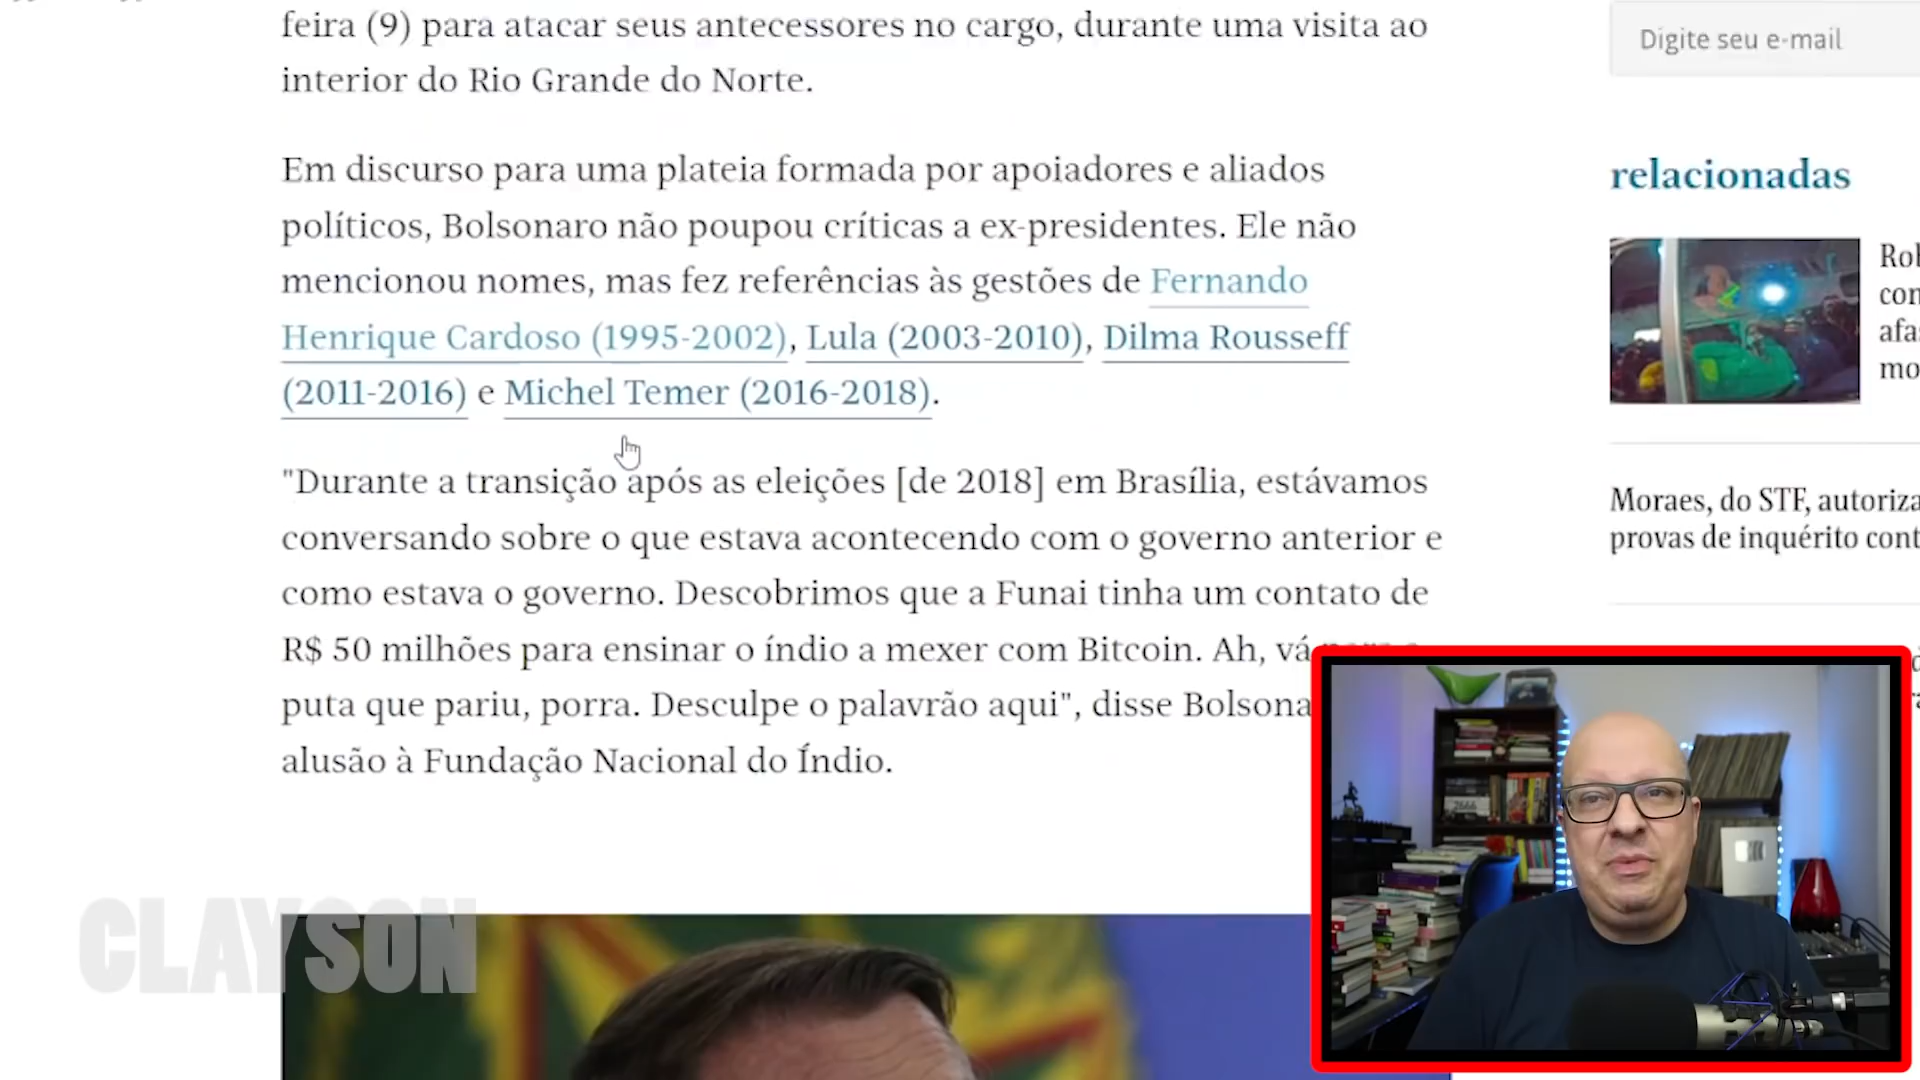 feira (9) para atacar seus antecessores no cargo, durante uma visita ao
interior do Rio Grande do Norte.
Em discurso para uma plateia formada por apoiadores e aliados
políticos, Bolsonaro não poupou críticas a ex-presidentes. Ele não
mencionou nomes, mas fez referências às gestões de Fernando
Henrique Cardoso (1995-2002), Lula (2003-2010), Dilma Rousseff
(2011-2016) e Michel Temer (2016-2018).
"Durante a transição após as eleições [de 2018] em Brasília, estávamos
conversando sobre o que estava acontecendo com o governo anterior e
como estava o governo. Descobrimos que a Funai tinha um contato de
R$ 50 milhões para ensinar o índio a mexer com Bitcoin. Ah, vá
puta que pariu, porra. Desculpe o palavrão aqui", disse Bolsona
alusão à Fundação Nacional do Índio.
Digite seu e-mail
relacionadas
Rol
con
afa
mo
Moraes, do STF, autoriza
provas de inquérito cont
CLAYSON
2666